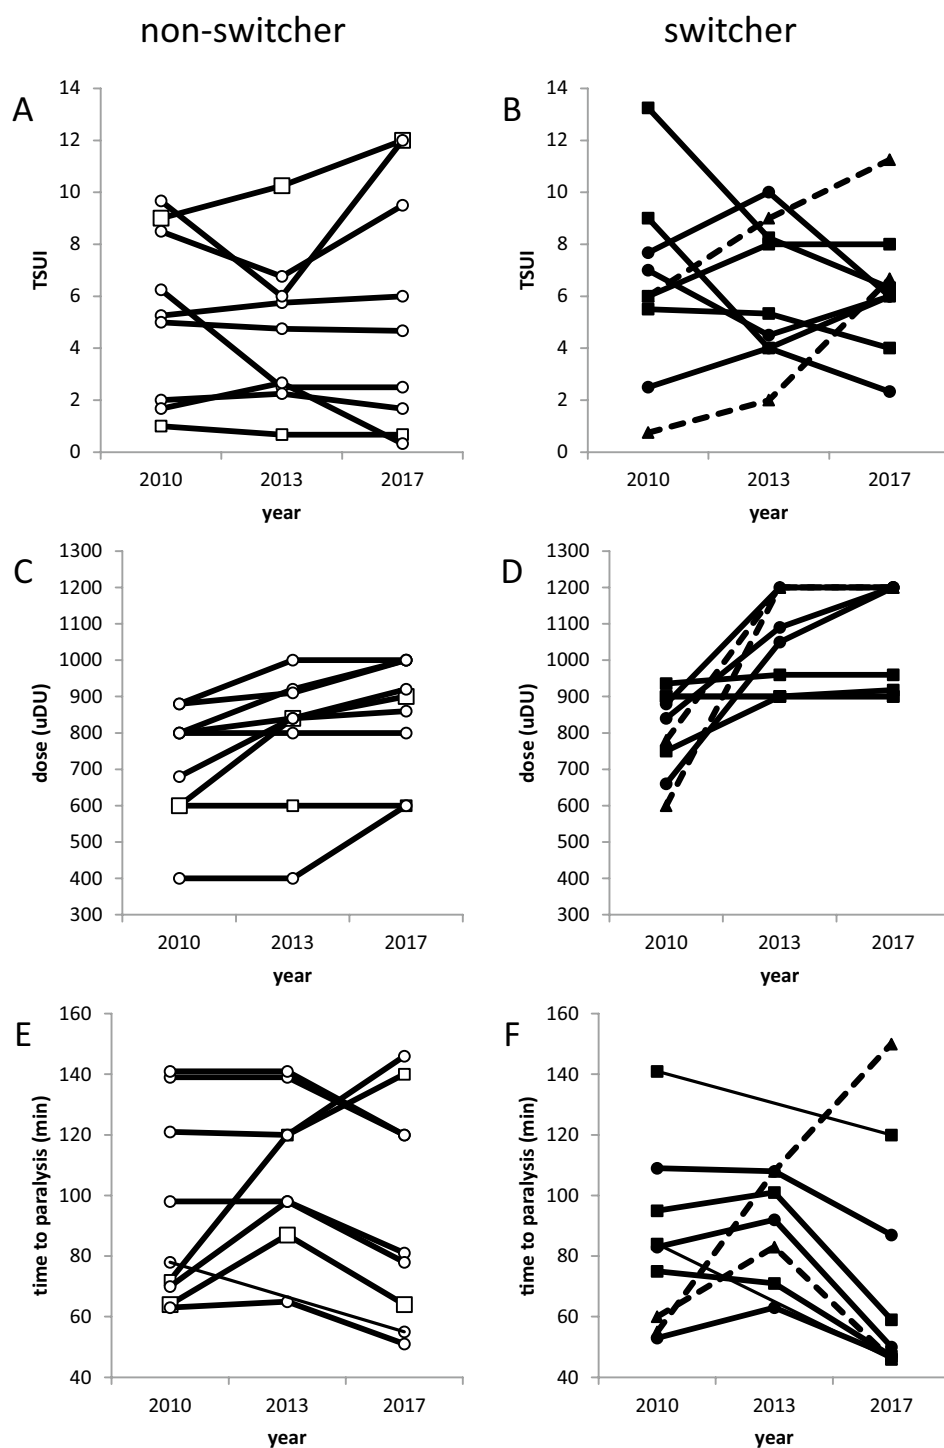 non-switcher
switcher
A
14
12
10
8
6
4
2
0
TSUI
2010 2013 2017
year
B
14
12
10
8
6
4
2
0
TSUI
2010 2013 2017
year
C
1300
1200
1100
1000
900
800
700
600
500
400
300
dose (uDU)
2010 2013 2017
year
D
1300
1200
1100
1000
900
800
700
600
500
400
300
dose (uDU)
2010 2013 2017
year
E
160
140
120
100
80
60
40
time to paralysis (min)
2010 2013 2017
year
F
160
140
120
100
80
60
40
time to paralysis (min)
2010 2013 2017
year